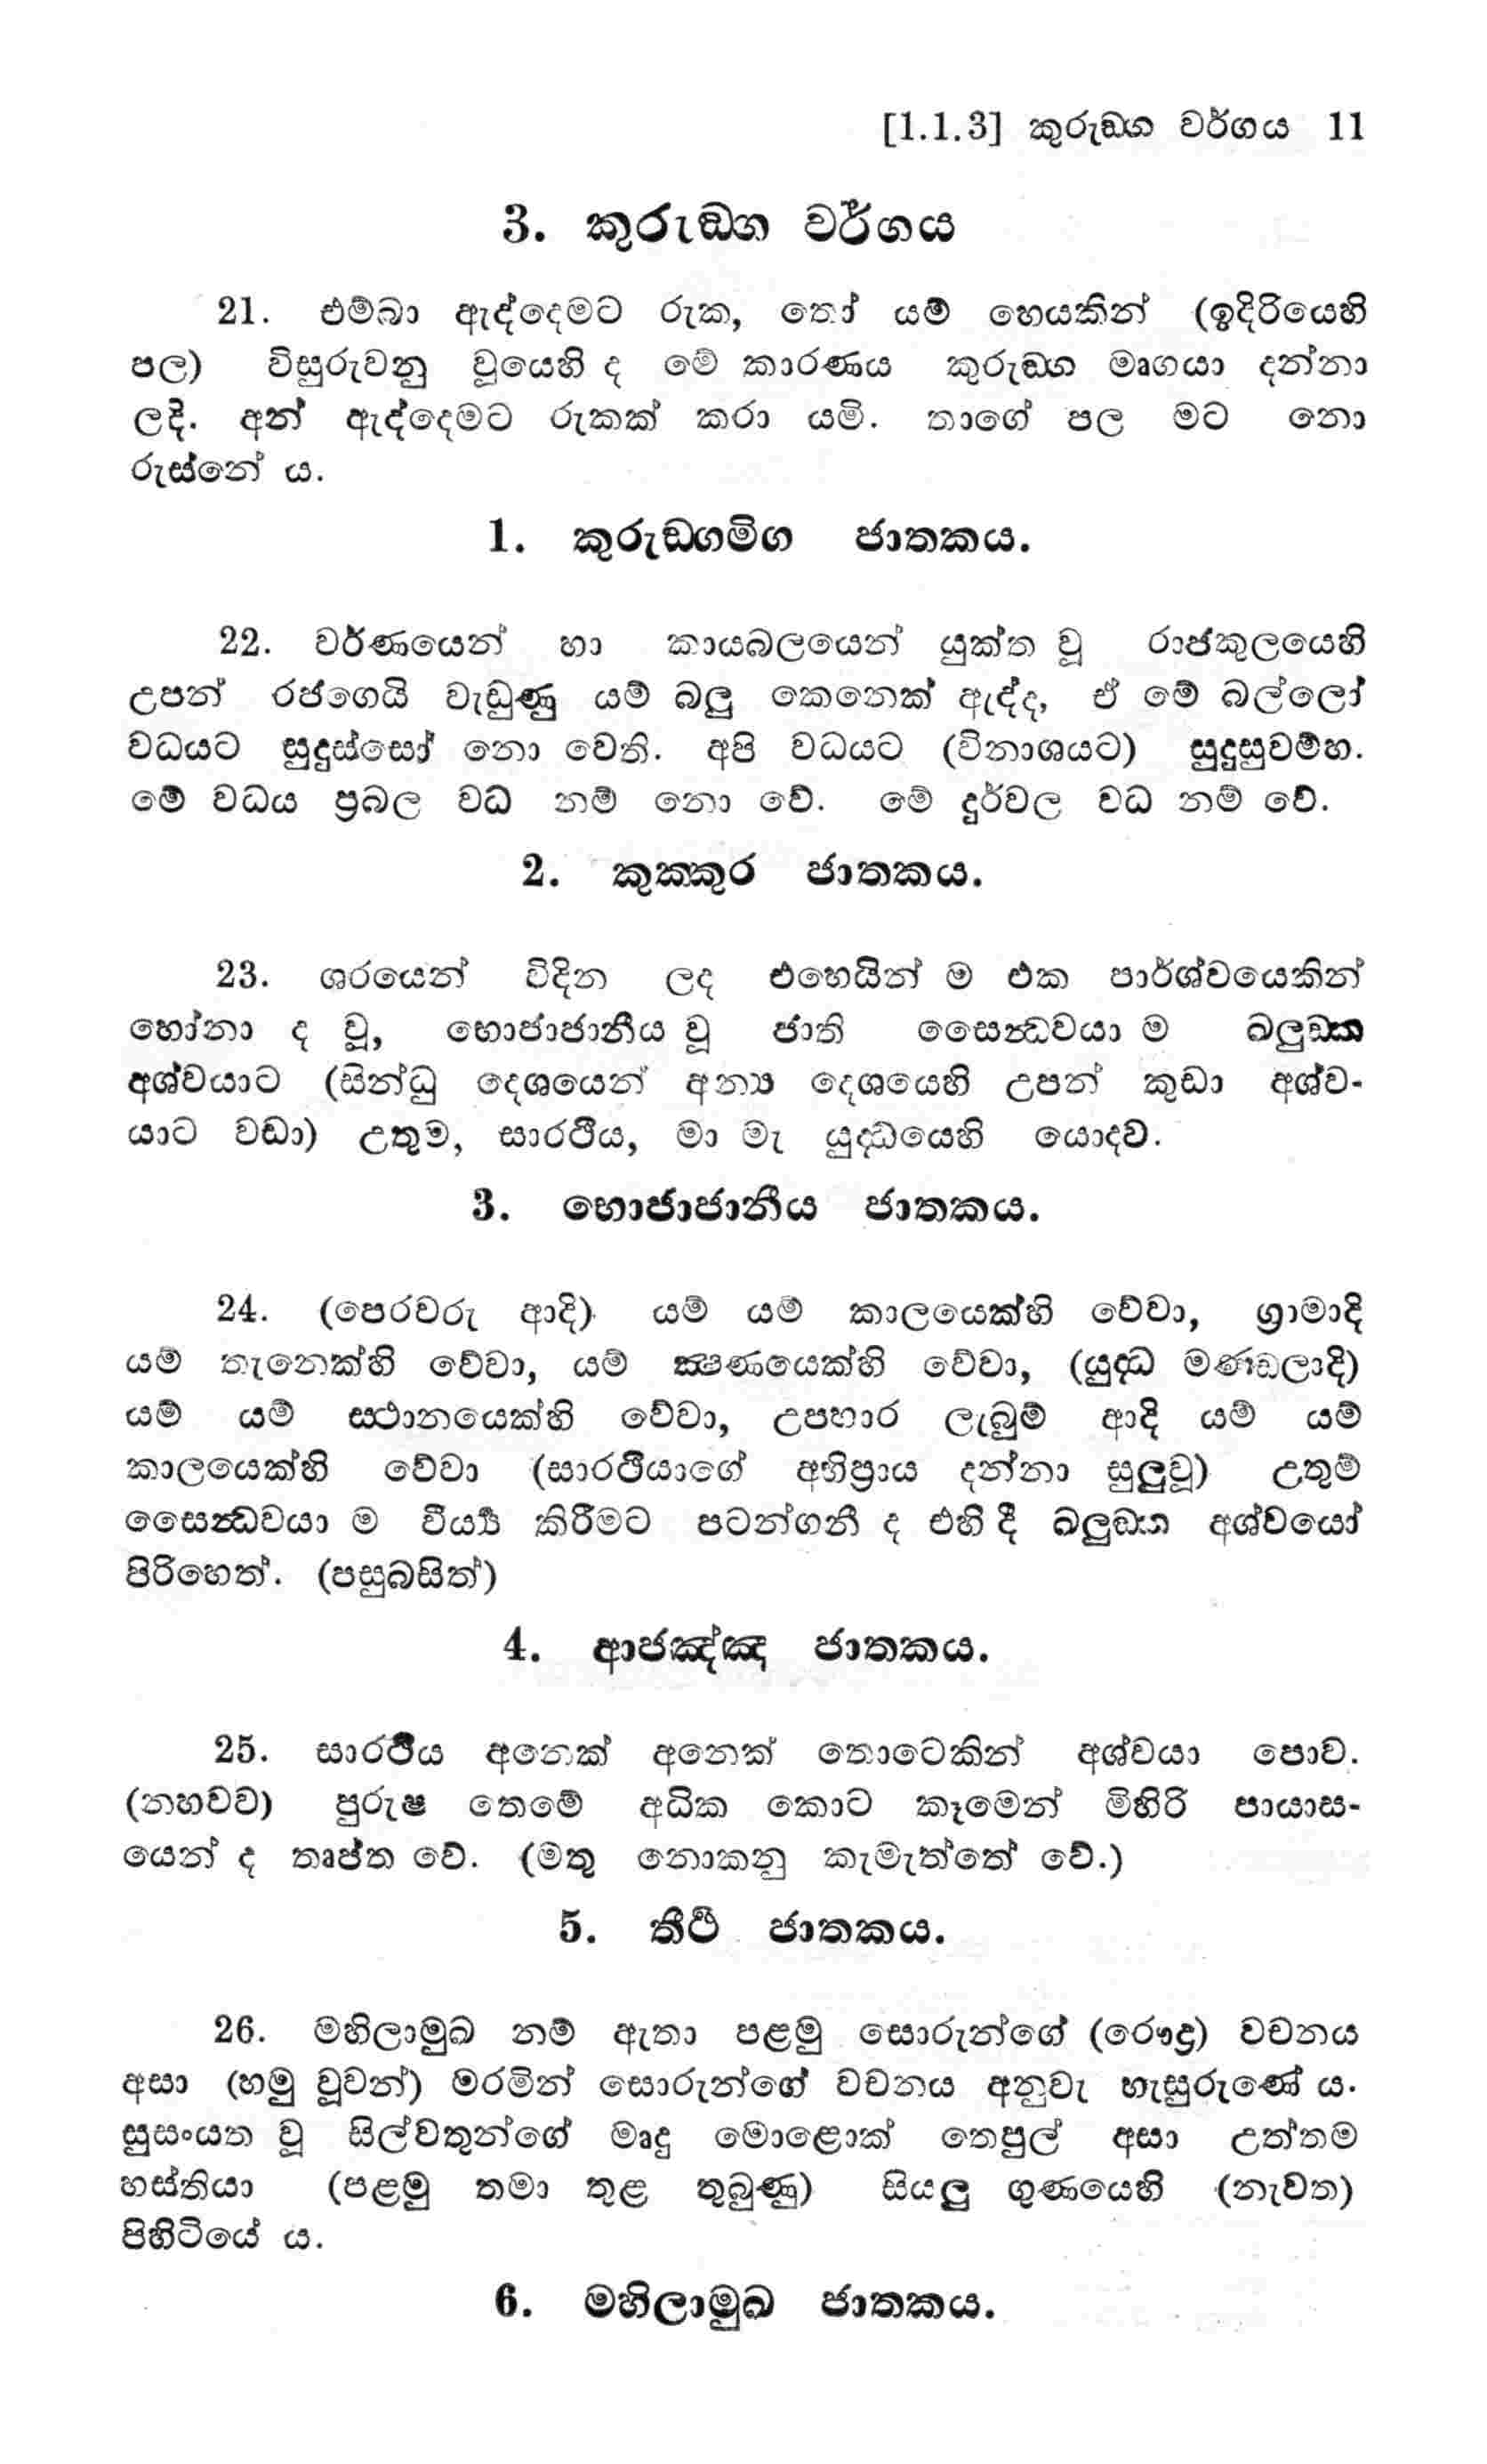 [1.1.3] කුරුඞ්ග වර්ගය 11
3. කුරුඞ්ග වර්ගය
21. එම්බා ඇද්දෙමට රුක, තෝ යම් හෙයකින් (ඉදිරියෙහි
පල) විසුරුවනු වූයෙහි ද මේ කාරණය කුරුඞ්ග මෘගයා දන්නා
ලදි. අන් ඇද්දෙමට රුකක් කරා යමි. තාගේ පල මට නො
රුස්නේ ය.
1. කුරුඞ්ගමිග ජාතකය.
22. වර්ණයෙන් හා කායබලයෙන් යුක්ත වූ රාජකුලයෙහි
උපන් රජගෙයි වැඩුණු යම් බලු කෙනෙක් ඇද්ද, ඒ මේ බල්ලෝ
වධයට සුදුස්සෝ නො වෙති. අපි වධයට (විනාශයට) සුදුසුවම්හ.
මේ වධය ප්‍රබල වධ නම් නො වේ. මේ දුර්වල වධ නම් වේ.
2. කුක්කුර ජාතකය.
23. ශරයෙන් විදින ලද එහෙයින් ම එක පාර්ශ්වයෙකින්
හෝනා ද වූ, භොජාජානීය වූ ජාති සෛන්ධවයා ම ඛලුඞ්ක
අශ්වයාට (සින්ධු දෙශයෙන් අන්‍ය දෙශයෙහි උපන් කුඩා අශ්ව-
යාට වඩා) උතුම, සාරථිය, මා මැ යුද්ධයෙහි යොදව.
3. භොජාජානීය ජාතකය.
24. (පෙරවරු ආදි) යම් යම් කාලයෙක්හි වේවා, ග්‍රාමාදි
යම් තැනෙක්හි වේවා, යම් ක්‍ෂණයෙක්හි වේවා, (යුද්ධ මණ්ඩලාදි)
යම් යම් ස්ථානයෙක්හි වේවා, උපහාර ලැබුම් ආදි යම් යම්
කාලයෙක්හි වේවා (සාරථියාගේ අභිප්‍රාය දන්නා සුලුවූ) උතුම්
සෛන්ධවයා ම වීර්‍ය්‍ය කිරීමට පටන්ගනී ද එහි දී ඛලුඞ්ක අශ්වයෝ
පිරිහෙත්. (පසුබසිත්)
4. ආජඤ්ඤ ජාතකය.
25. සාරථිය අනෙක් අනෙක් තොටෙකින් අශ්වයා පොව.
(නහවව) පුරුෂ තෙමේ අධික කොට කෑමෙන් මිහිරි පායාස-
යෙන් ද තෘප්ත වේ. (මතු නොකනු කැමැත්තේ වේ.)
5. තීර්‍ථ ජාතකය.
26. මහිලාමුඛ නම් ඇතා පළමු සොරුන්ගේ (රෞද්‍ර) වචනය
අසා (හමු වූවන්) මරමින් සොරුන්ගේ වචනය අනුවැ හැසුරුණේ ය.
සුසංයත වූ සිල්වතුන්ගේ මෘදු මොළොක් තෙපුල් අසා උත්තම
හස්තියා (පළමු තමා තුළ තුබුණු) සියලු ගුණයෙහි (නැවත)
පිහිටියේ ය.
6. මහිලාමුඛ ජාතකය.